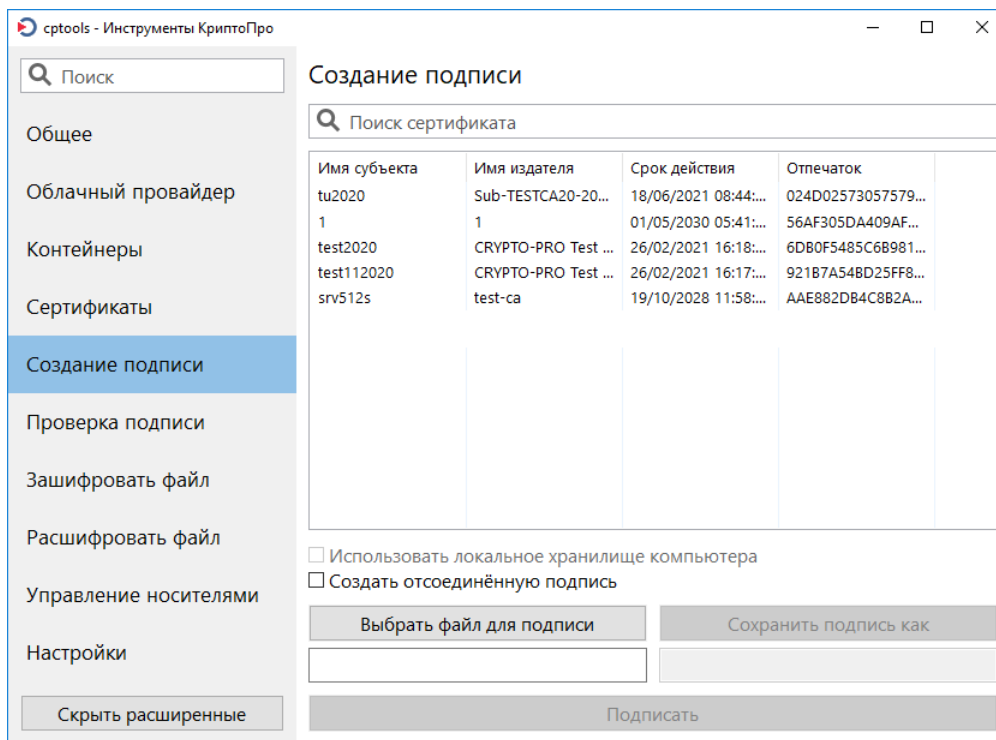 cptools - Инструменты КриптоПро
Поиск
Общее
Облачный провайдер
Контейнеры
Сертификаты
Создание подписи
Проверка подписи
Зашифровать файл
Расшифровать файл
Управление носителями
Настройки
Скрыть расширенные
Создание подписи
Поиск сертификата
Имя субъекта Имя издателя Срок действия Отпечаток
tu2020 Sub-TESTCA20-20... 18/06/2021 08:44:... 024D02573057579...
1 1 01/05/2030 05:41:... 56AF305DA409AF...
test2020 CRYPTO-PRO Test ... 26/02/2021 16:18:... 6DB0F5485C6B981...
test112020 CRYPTO-PRO Test ... 26/02/2021 16:17:... 921B7A54BD25FF8...
srv512s test-ca 19/10/2028 11:58:... AAE882DB4C8B2A...
Использовать локальное хранилище компьютера
Создать отсоединённую подпись
Выбрать файл для подписи Сохранить подпись как
Подписать